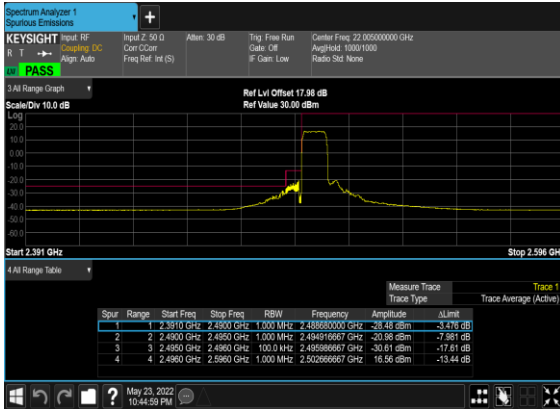 Spectrum Analyzer 1
Spurious Emissions
KEYSIGHT Input: RF Input Z: 50 Ω Atten: 30 dB Trig: Free Run Center Freq: 22.005000000 GHz
R T Coupling: DC Corr CCorr Gate: Off Avg|Hold: 1000/1000
Align: Auto Freq Ref: Int (S) IF Gain: Low Radio Std: None
PASS
3 All Range Graph
Ref Lvl Offset 17.98 dB
Scale/Div 10.0 dB Ref Value 30.00 dBm
Log
20.0
10.0
0.00
-10.0
-20.0
-30.0
-40.0
-50.0
-60.0
Start 2.391 GHz Stop 2.596 GH
4 All Range Table
Measure Trace Trace 1
Trace Type Trace Average (Active)
Spur Range Start Freq Stop Freq RBW Frequency Amplitude ΔLimit
1 1 2.3910 GHz 2.4900 GHz 1.000 MHz 2.488680000 GHz -28.48 dBm -3.476 dB
2 2 2.4900 GHz 2.4950 GHz 1.000 MHz 2.494916667 GHz -20.98 dBm -7.981 dB
3 3 2.4950 GHz 2.4960 GHz 100.0 kHz 2.495986667 GHz -30.61 dBm -17.61 dB
4 4 2.4960 GHz 2.5960 GHz 1.000 MHz 2.502666667 GHz 16.56 dBm -13.44 dB
May 23, 2022
10:44:59 PM